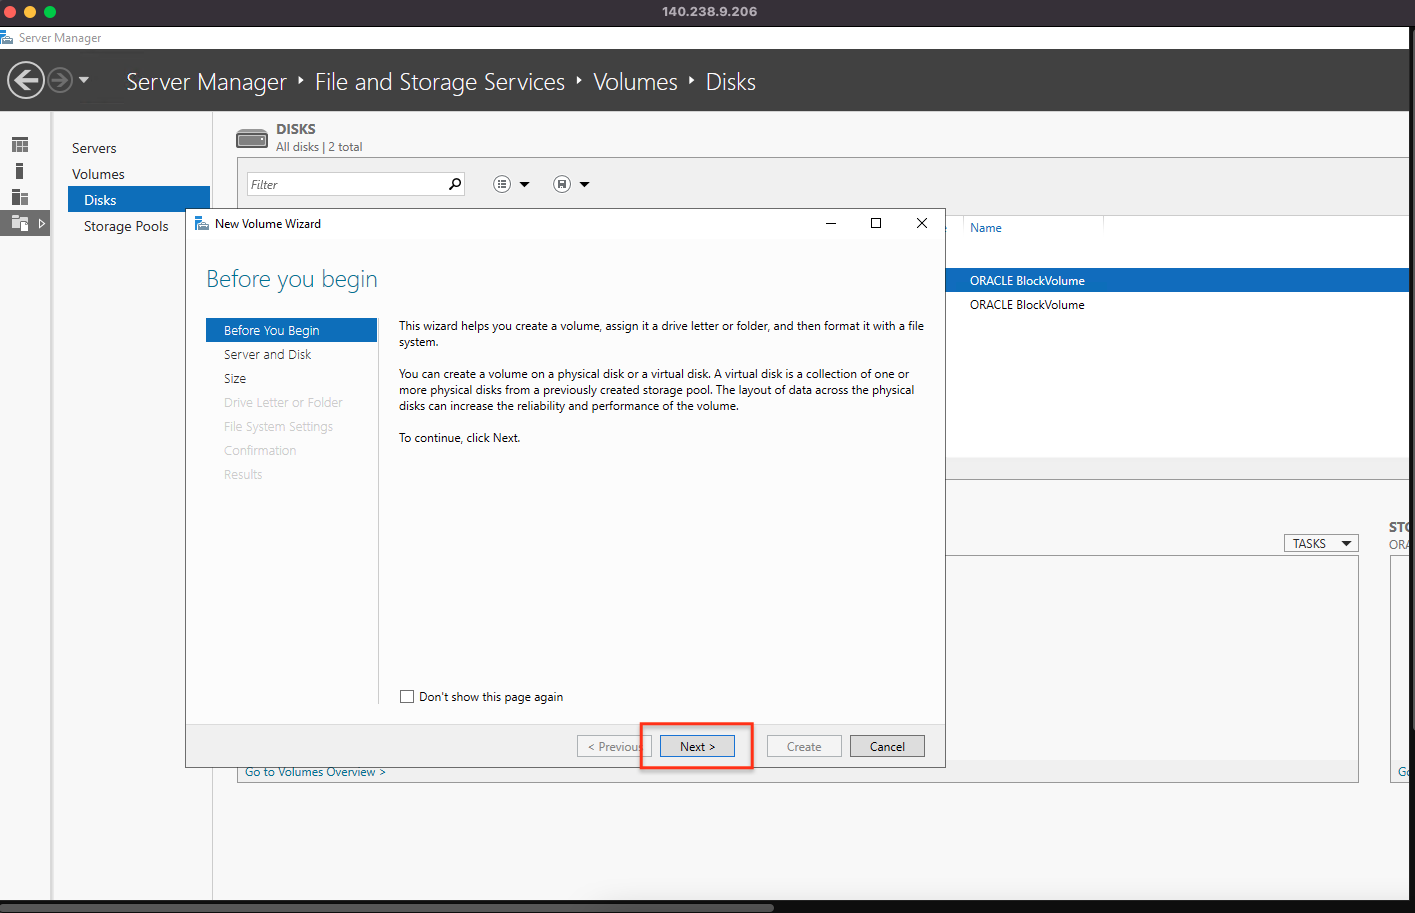 140.238.9.206
Server Manager
Server Manager ‣ File and Storage Services ‣ Volumes ‣ Disks
Servers
Volumes
Disks
Storage Pools
DISKS
All disks | 2 total
Filter
Name
ORACLE BlockVolume
ORACLE BlockVolume
New Volume Wizard
Before you begin
Before You Begin
Server and Disk
Size
Drive Letter or Folder
File System Settings
Confirmation
Results
This wizard helps you create a volume, assign it a drive letter or folder, and then format it with a file
system.
You can create a volume on a physical disk or a virtual disk. A virtual disk is a collection of one or
more physical disks from a previously created storage pool. The layout of data across the physical
disks can increase the reliability and performance of the volume.
To continue, click Next.
Don't show this page again
< Previous
Next >
Create
Cancel
TASKS
STO
ORA
Go to Volumes Overview >
Go